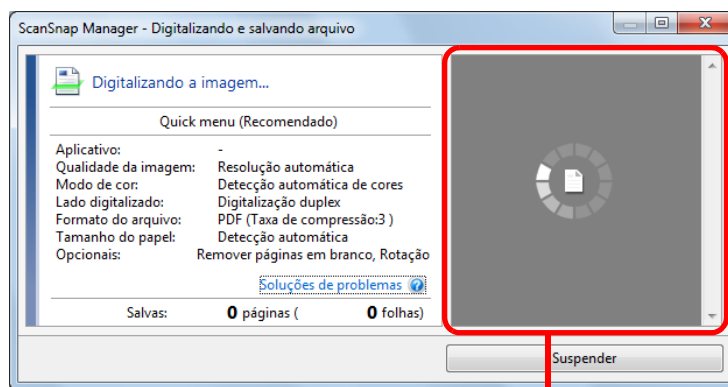 ScanSnap Manager - Digitalizando e salvando arquivo
Digitalizando a imagem...
Quick menu (Recomendado)
Aplicativo: -
Qualidade da imagem: Resolução automática
Modo de cor: Detecção automática de cores
Lado digitalizado: Digitalização duplex
Formato do arquivo: PDF (Taxa de compressão:3 )
Tamanho do papel: Detecção automática
Opcionais: Remover páginas em branco, Rotação
Soluções de problemas ?
Salvas: 0 páginas ( 0 folhas)
Suspender